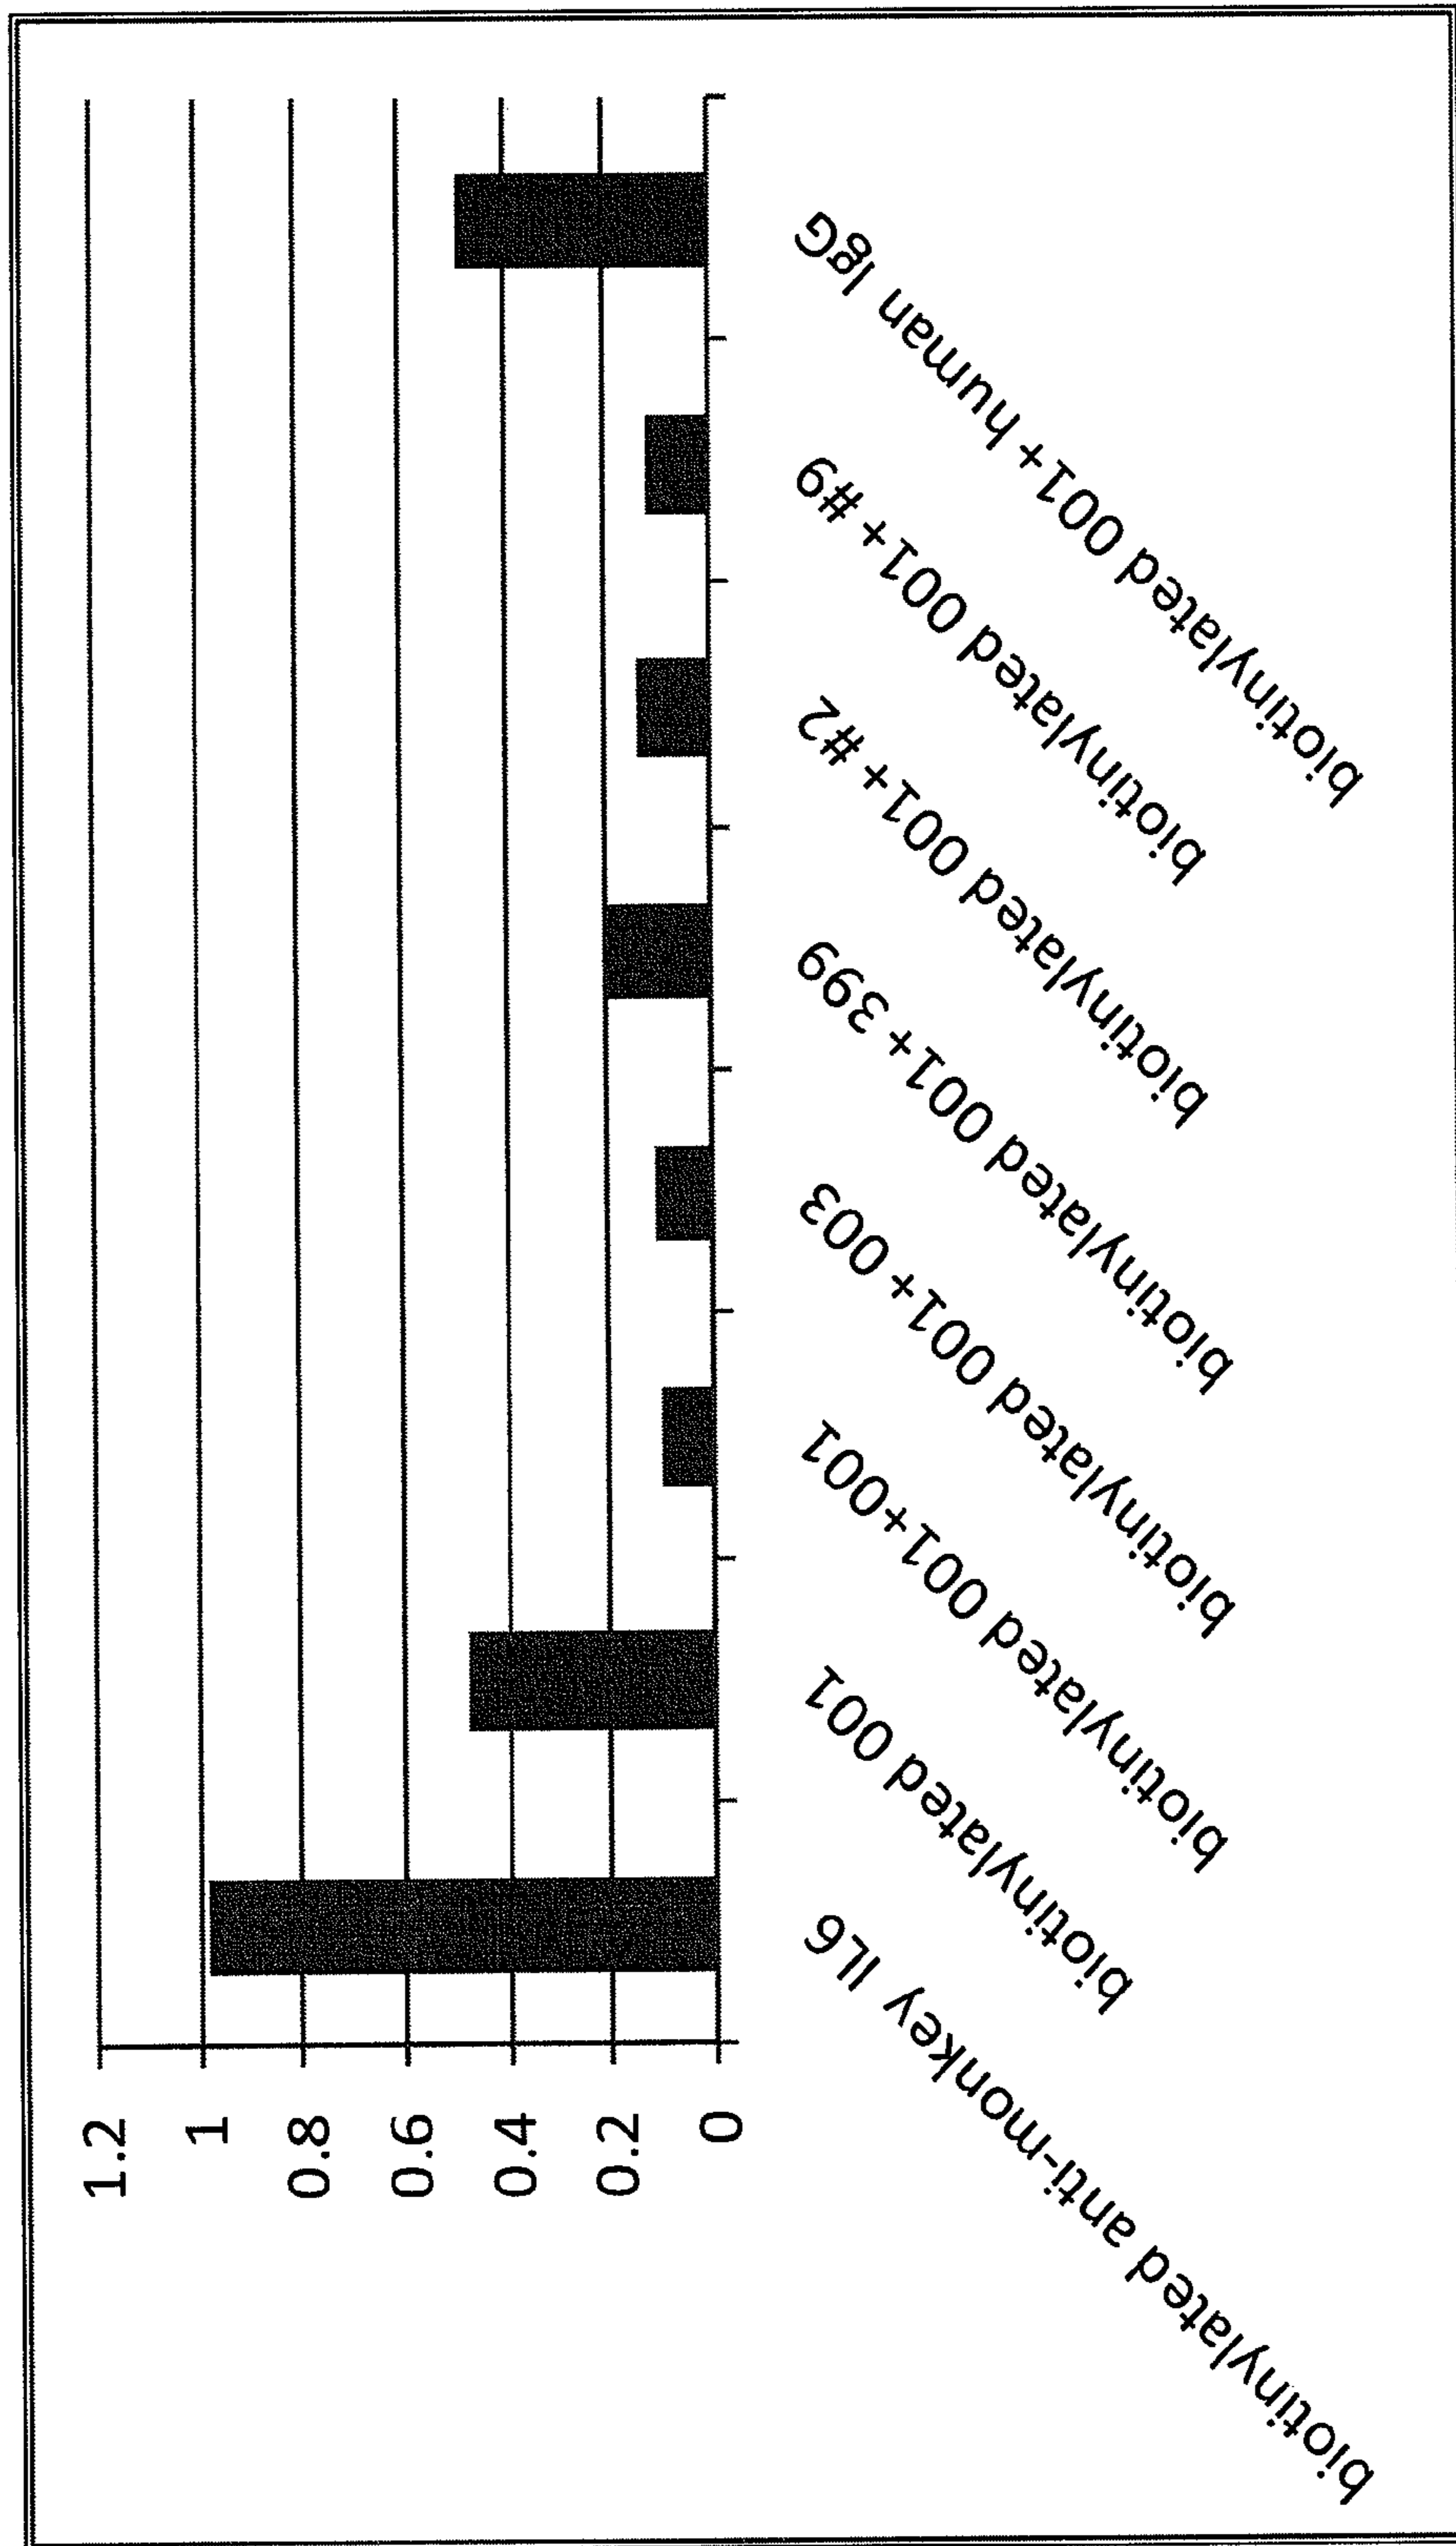 1.2
1
0.8
0.6
0.4
0.2
0
biotinylated anti-monkey IL6
biotinylated 001
biotinylated 001+001
biotinylated 001+ 003
biotinylated 001+ 399
biotinylated 001+ #2
biotinylated 001+ #9
biotinylated 001+ human IgG